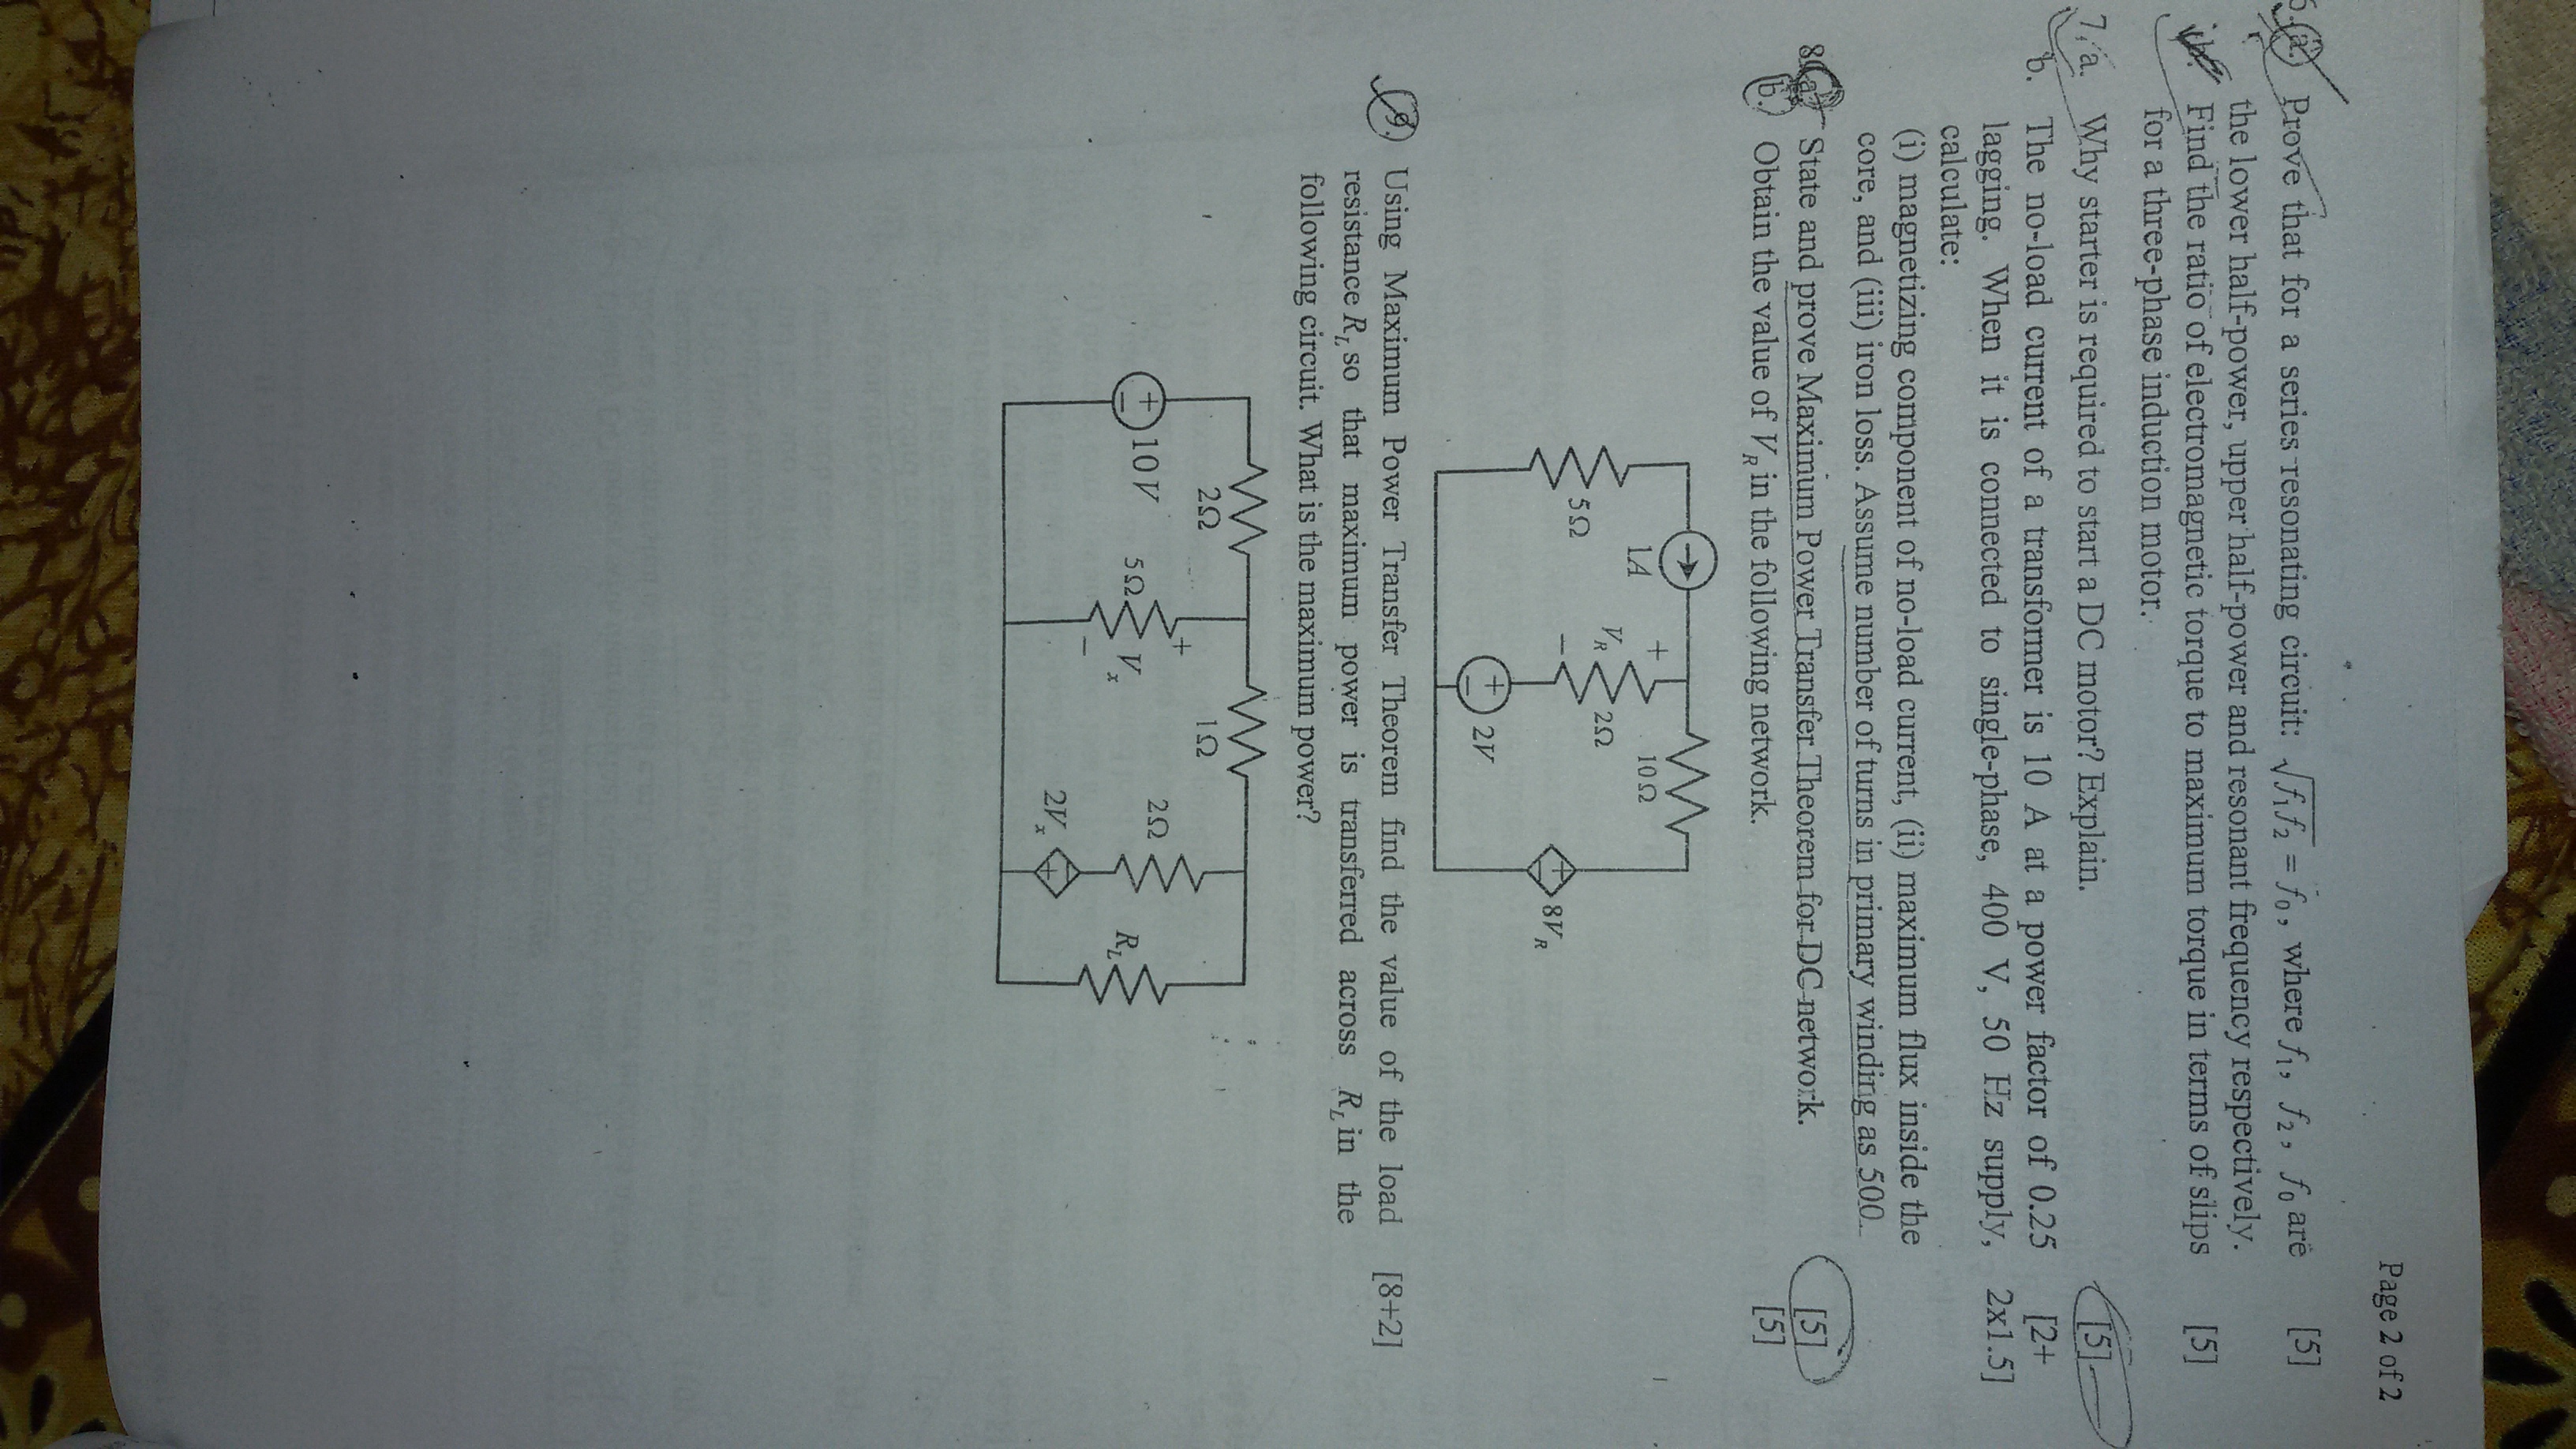 Page 2 of 2
a. Prove that for a series resonating circuit: √f₁f₂ = f₀, where f₁, f₂, f₀ are [5]
the lower half-power, upper half-power and resonant frequency respectively.
b. Find the ratio of electromagnetic torque to maximum torque in terms of slips [5]
for a three-phase induction motor.
7. a. Why starter is required to start a DC motor? Explain. [5]
b. The no-load current of a transformer is 10 A at a power factor of 0.25 [2+
lagging. When it is connected to single-phase, 400 V, 50 Hz supply, 2x1.5]
calculate:
(i) magnetizing component of no-load current, (ii) maximum flux inside the
core, and (iii) iron loss. Assume number of turns in primary winding as 500.
8. a. State and prove Maximum Power Transfer Theorem for DC network. [5]
b. Obtain the value of V_R in the following network. [5]
1A
10Ω
+
V_R
−
2Ω
5Ω
+
−
8V_R
+
−
2V
9. Using Maximum Power Transfer Theorem find the value of the load [8+2]
resistance R_L so that maximum power is transferred across R_L in the
following circuit. What is the maximum power?
2Ω
1Ω
+
−
10V
5Ω
+
V_x
−
2Ω
R_L
2V_x
−
+